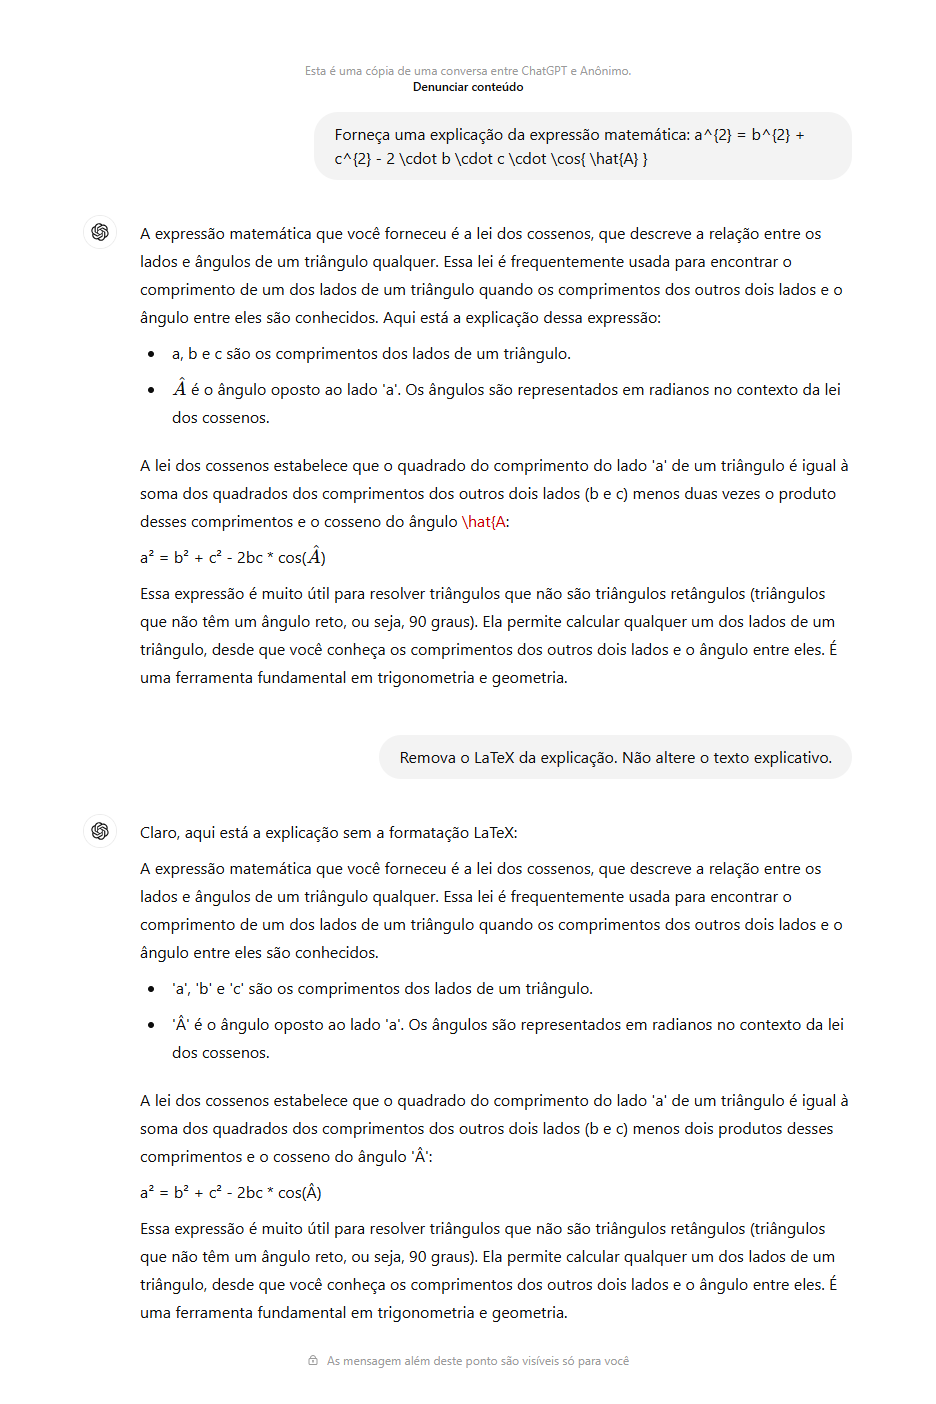 Esta é uma cópia de uma conversa entre ChatGPT e Anônimo.
Denunciar conteúdo
Forneça uma explicação da expressão matemática: a^{2} = b^{2} +
c^{2} - 2 \cdot b \cdot c \cdot \cos{ \hat{A} }
A expressão matemática que você forneceu é a lei dos cossenos, que descreve a relação entre os
lados e ângulos de um triângulo qualquer. Essa lei é frequentemente usada para encontrar o
comprimento de um dos lados de um triângulo quando os comprimentos dos outros dois lados e o
ângulo entre eles são conhecidos. Aqui está a explicação dessa expressão:
• a, b e c são os comprimentos dos lados de um triângulo.
• Â é o ângulo oposto ao lado 'a'. Os ângulos são representados em radianos no contexto da lei
dos cossenos.
A lei dos cossenos estabelece que o quadrado do comprimento do lado 'a' de um triângulo é igual à
soma dos quadrados dos comprimentos dos outros dois lados (b e c) menos duas vezes o produto
desses comprimentos e o cosseno do ângulo \hat{A:
a² = b² + c² - 2bc * cos(Â)
Essa expressão é muito útil para resolver triângulos que não são triângulos retângulos (triângulos
que não têm um ângulo reto, ou seja, 90 graus). Ela permite calcular qualquer um dos lados de um
triângulo, desde que você conheça os comprimentos dos outros dois lados e o ângulo entre eles. É
uma ferramenta fundamental em trigonometria e geometria.
Remova o LaTeX da explicação. Não altere o texto explicativo.
Claro, aqui está a explicação sem a formatação LaTeX:
A expressão matemática que você forneceu é a lei dos cossenos, que descreve a relação entre os
lados e ângulos de um triângulo qualquer. Essa lei é frequentemente usada para encontrar o
comprimento de um dos lados de um triângulo quando os comprimentos dos outros dois lados e o
ângulo entre eles são conhecidos.
• 'a', 'b' e 'c' são os comprimentos dos lados de um triângulo.
• 'Â' é o ângulo oposto ao lado 'a'. Os ângulos são representados em radianos no contexto da lei
dos cossenos.
A lei dos cossenos estabelece que o quadrado do comprimento do lado 'a' de um triângulo é igual à
soma dos quadrados dos comprimentos dos outros dois lados (b e c) menos dois produtos desses
comprimentos e o cosseno do ângulo 'Â':
a² = b² + c² - 2bc * cos(Â)
Essa expressão é muito útil para resolver triângulos que não são triângulos retângulos (triângulos
que não têm um ângulo reto, ou seja, 90 graus). Ela permite calcular qualquer um dos lados de um
triângulo, desde que você conheça os comprimentos dos outros dois lados e o ângulo entre eles. É
uma ferramenta fundamental em trigonometria e geometria.
As mensagem além deste ponto são visíveis só para você